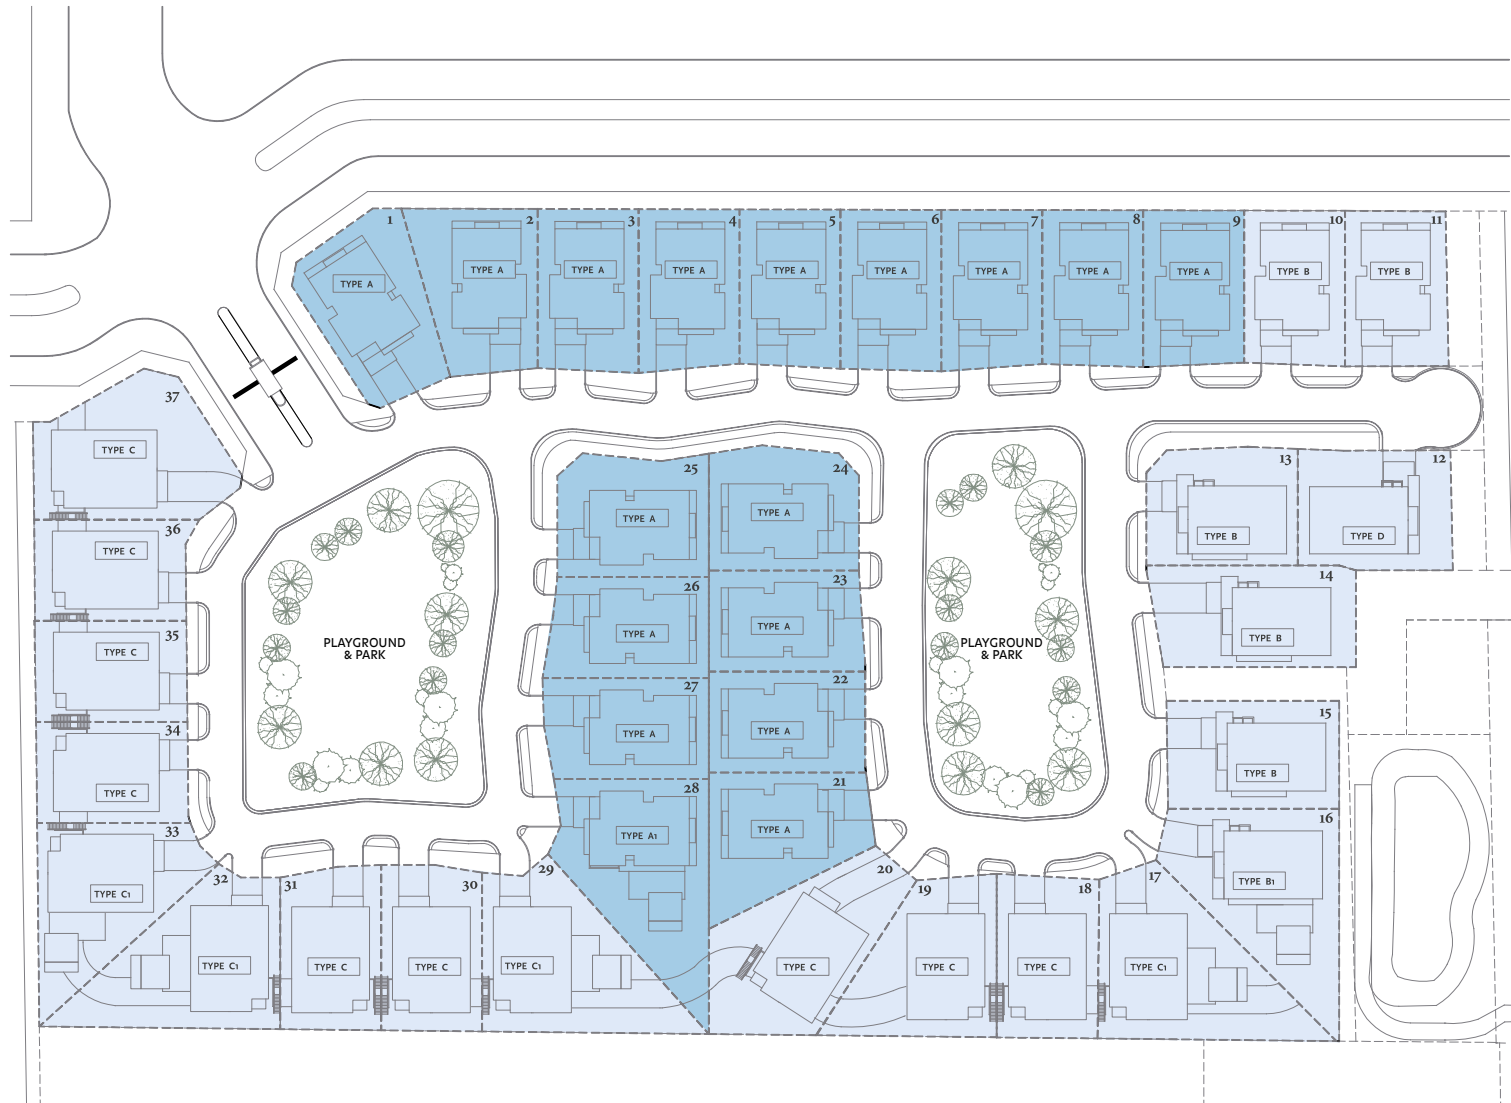 1
2
3
4
5
6
7
8
9
10
11
TYPE A
TYPE A
TYPE A
TYPE A
TYPE A
TYPE A
TYPE A
TYPE A
TYPE A
TYPE B
TYPE B
37
TYPE C
36
TYPE C
35
TYPE C
34
TYPE C
33
TYPE C1
PLAYGROUND
& PARK
25
TYPE A
24
TYPE A
26
TYPE A
23
TYPE A
27
TYPE A
22
TYPE A
28
TYPE A1
21
TYPE A
PLAYGROUND
& PARK
13
TYPE B
12
TYPE D
14
TYPE B
15
TYPE B
16
TYPE B1
32
TYPE C1
31
TYPE C
30
TYPE C
29
TYPE C1
20
TYPE C
19
TYPE C
18
TYPE C
17
TYPE C1